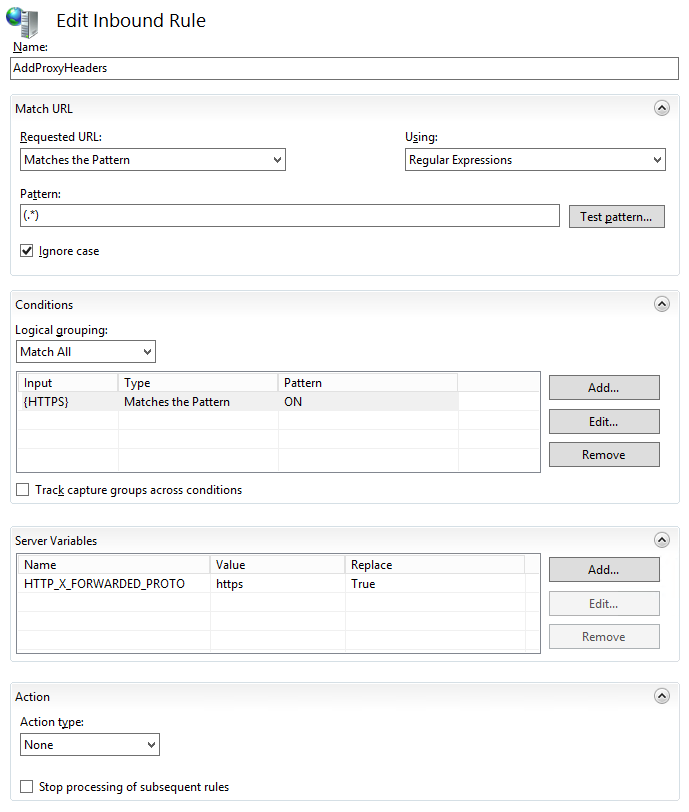 Edit Inbound Rule
Name:
AddProxyHeaders
Match URL
Requested URL: Using:
Matches the Pattern Regular Expressions
Pattern:
(.*) Test pattern...
Ignore case
Conditions
Logical grouping:
Match All
Input Type Pattern Add...
{HTTPS} Matches the Pattern ON
Edit...
Remove
Track capture groups across conditions
Server Variables
Name Value Replace Add...
HTTP_X_FORWARDED_PROTO https True
Edit...
Remove
Action
Action type:
None
Stop processing of subsequent rules